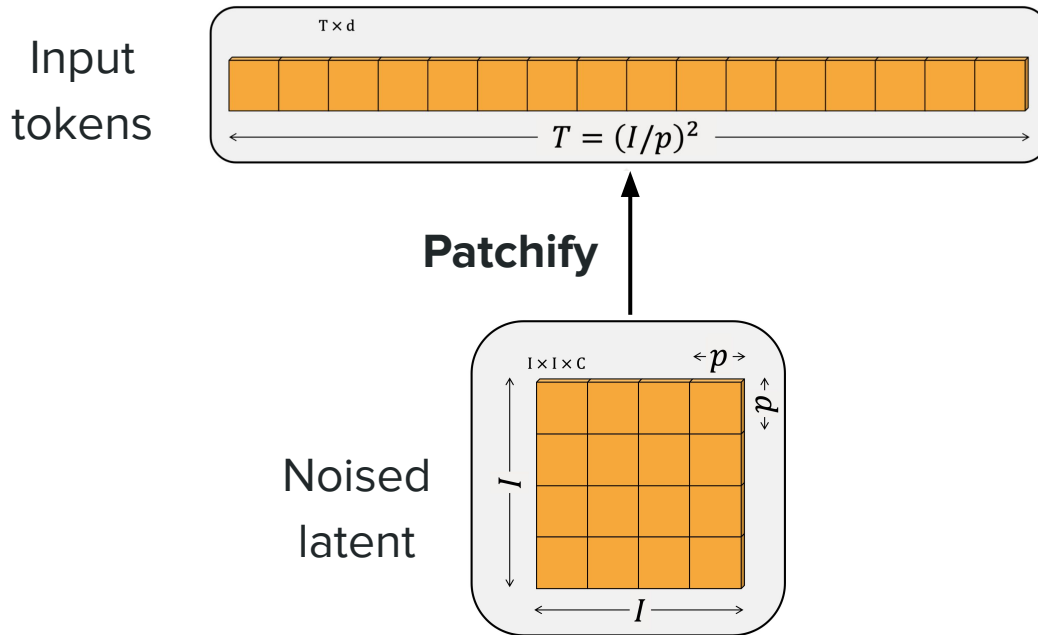 Input
tokens
T × d
T = (I/p)²
Patchify
Noised
latent
I × I × C
p
p
I
I